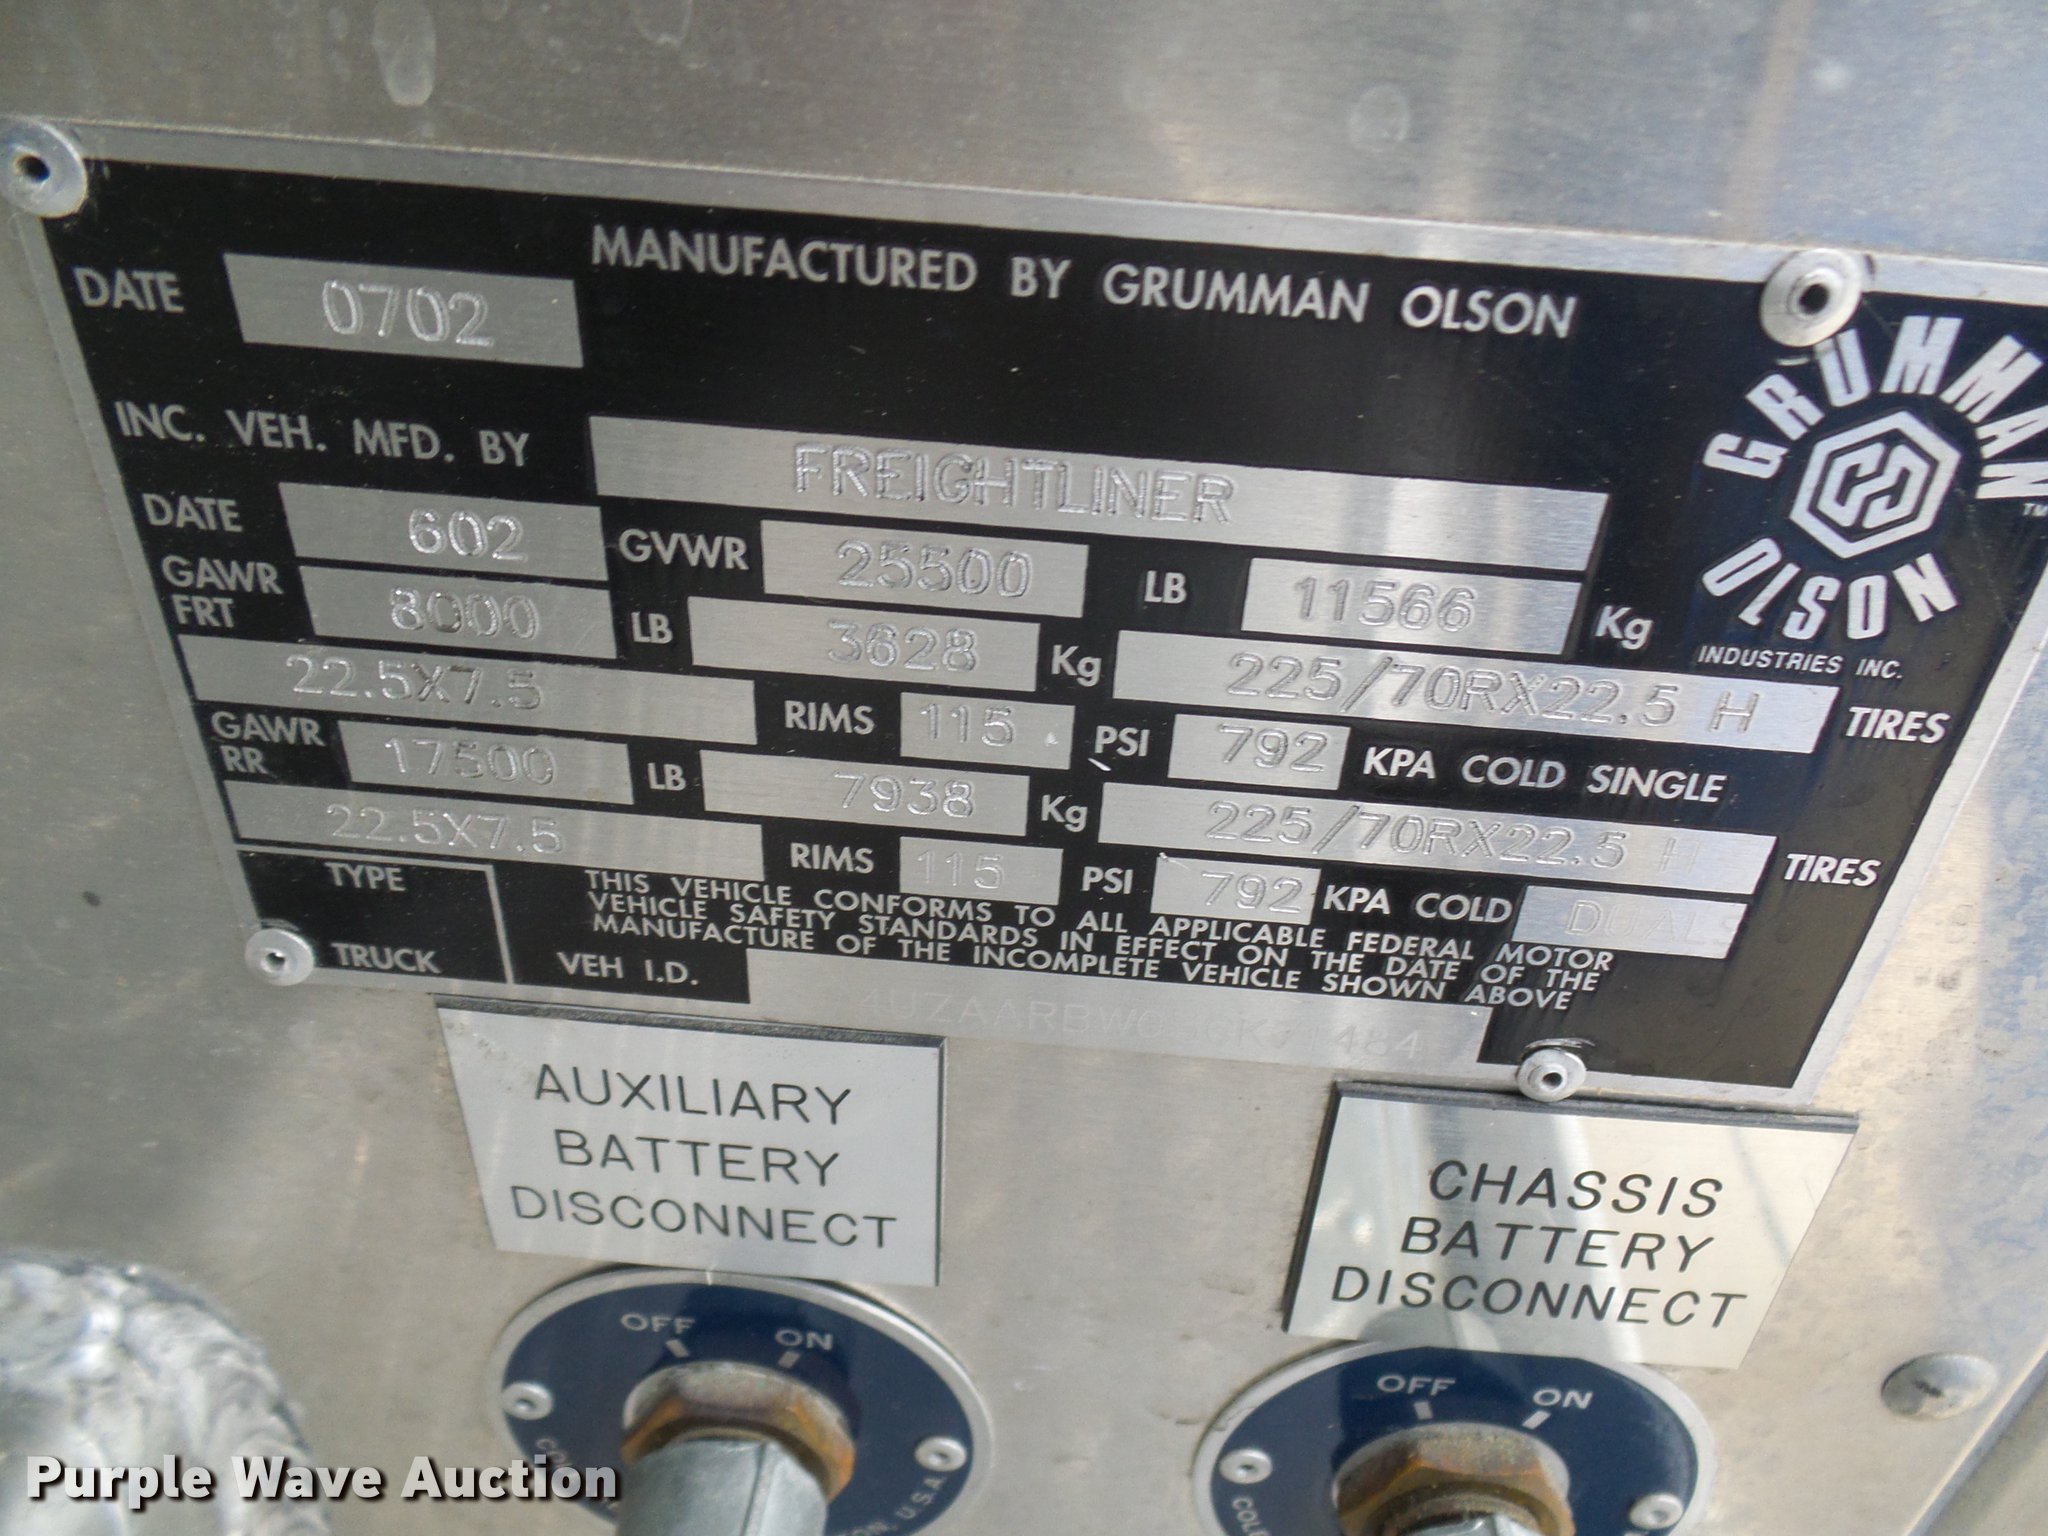 MANUFACTURED BY GRUMMAN OLSON
DATE 0702
INC. VEH. MFD. BY FREIGHTLINER
DATE 602 GVWR 25500 LB 11566 Kg
GAWR FRT 8000 LB 3628 Kg 225/70RX22.5 H TIRES
22.5X7.5 RIMS 115 PSI 792 KPA COLD SINGLE
GAWR RR 17500 LB 7938 Kg 225/70RX22.5 H TIRES
22.5X7.5 RIMS 115 PSI 792 KPA COLD DUALS
TYPE
TRUCK
THIS VEHICLE CONFORMS TO ALL APPLICABLE FEDERAL MOTOR
VEHICLE SAFETY STANDARDS IN EFFECT ON THE DATE OF THE
MANUFACTURE OF THE INCOMPLETE VEHICLE SHOWN ABOVE
VEH I.D.
GRUMMAN
OLSON
TM
INDUSTRIES INC.
AUXILIARY
BATTERY
DISCONNECT
CHASSIS
BATTERY
DISCONNECT
OFF ON
OFF ON
U.S.A
Purple Wave Auction